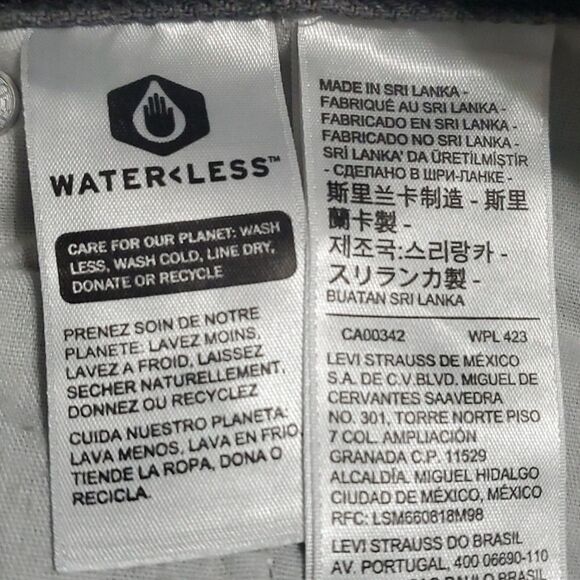 WATER<LESS™
CARE FOR OUR PLANET: WASH
LESS, WASH COLD, LINE DRY,
DONATE OR RECYCLE
PRENEZ SOIN DE NOTRE
PLANETE: LAVEZ MOINS,
LAVEZ A FROID, LAISSEZ
SECHER NATURELLEMENT,
DONNEZ OU RECYCLEZ
CUIDA NUESTRO PLANETA:
LAVA MENOS, LAVA EN FRIO,
TIENDE LA ROPA, DONA O
RECICLA.
MADE IN SRI LANKA -
FABRIQUÉ AU SRI LANKA -
FABRICADO EN SRI LANKA -
FABRICADO NO SRI LANKA -
SRİ LANKA' DA ÜRETİLMİŞTİR
- СДЕЛАНО В ШРИ-ЛАНКЕ -
斯里兰卡制造 - 斯里
蘭卡製 -
제조국:스리랑카 -
スリランカ製 -
BUATAN SRI LANKA
CA00342 WPL 423
LEVI STRAUSS DE MÉXICO
S.A. DE C.V.BLVD. MIGUEL DE
CERVANTES SAAVEDRA
NO. 301, TORRE NORTE PISO
7 COL. AMPLIACIÓN
GRANADA C.P. 11529
ALCALDÍA. MIGUEL HIDALGO
CIUDAD DE MÉXICO, MÉXICO
RFC: LSM660818M98
LEVI STRAUSS DO BRASIL
AV. PORTUGAL, 400 06690-110
SÃO PAULO BRASIL